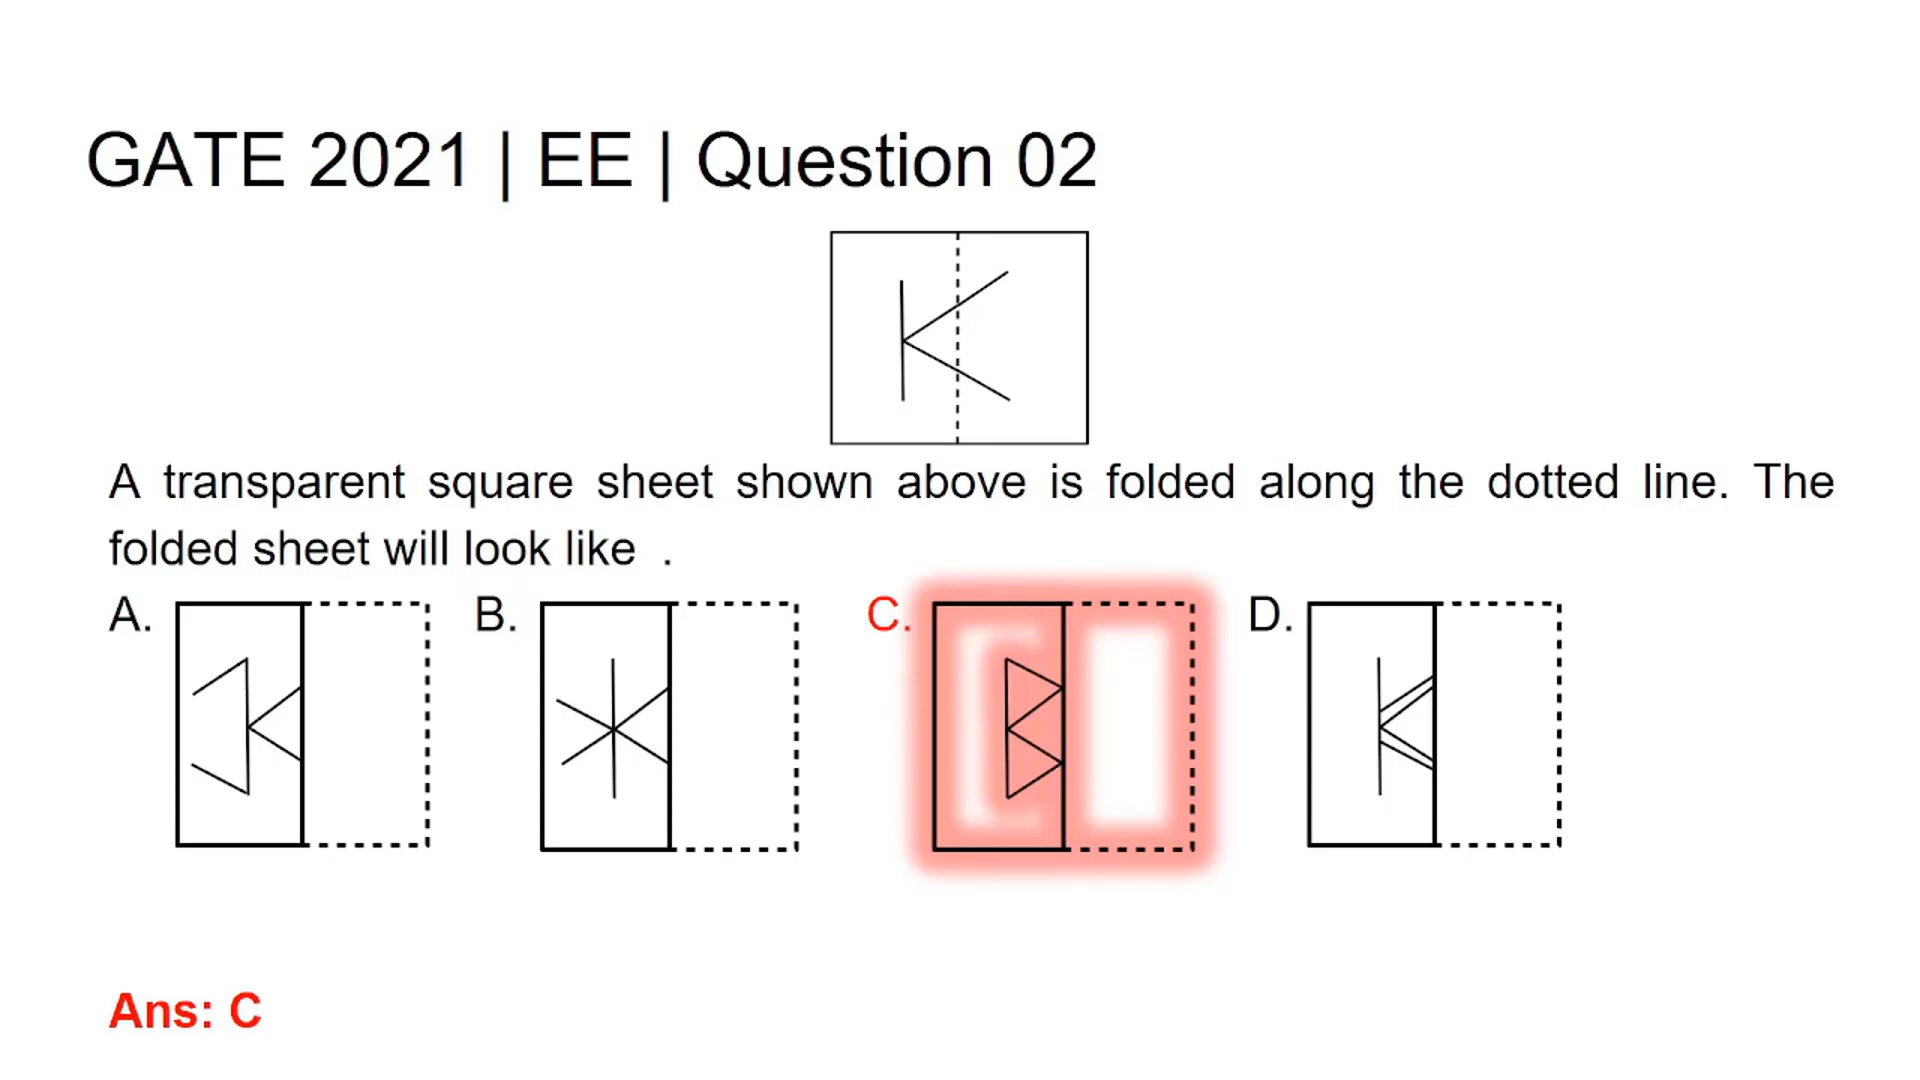 GATE 2021 | EE | Question 02
A transparent square sheet shown above is folded along the dotted line. The
folded sheet will look like .
A. B. C. D.
Ans: C